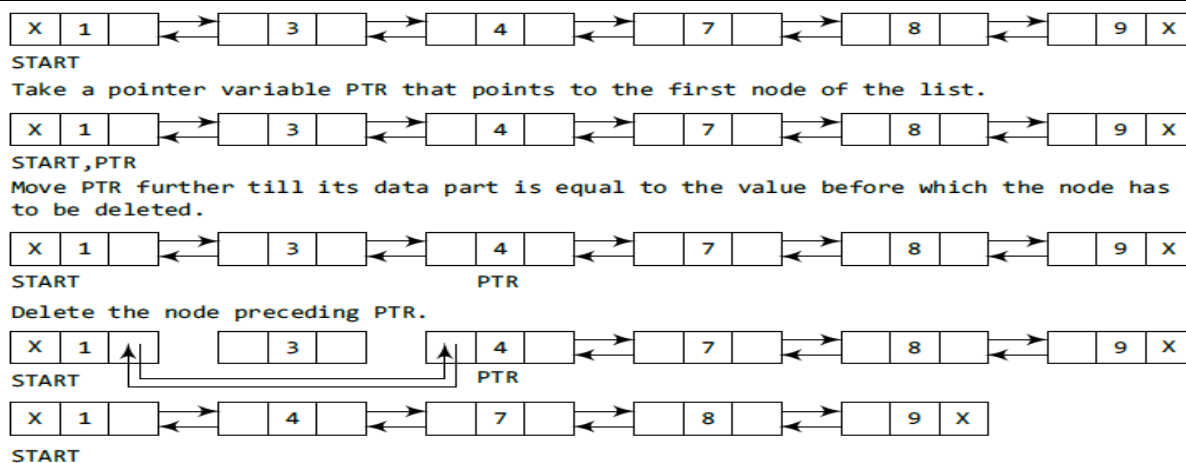 X 1 3 4 7 8 9 X
START
Take a pointer variable PTR that points to the first node of the list.
X 1 3 4 7 8 9 X
START,PTR
Move PTR further till its data part is equal to the value before which the node has
to be deleted.
X 1 3 4 7 8 9 X
START PTR
Delete the node preceding PTR.
X 1 3 4 7 8 9 X
START PTR
X 1 4 7 8 9 X
START